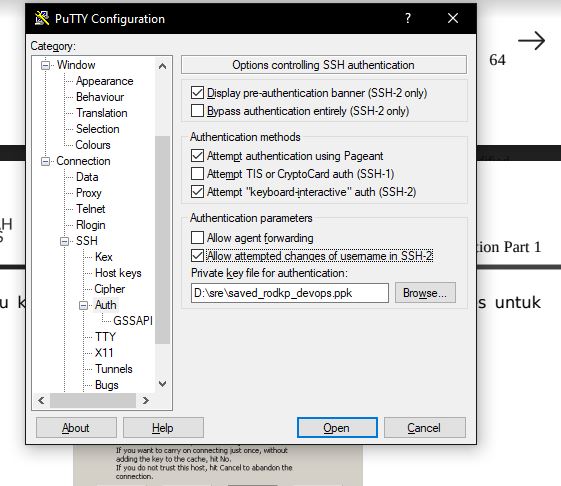 PuTTY Configuration
?
Category:
Window
Appearance
Behaviour
Translation
Selection
Colours
Connection
Data
Proxy
Telnet
Rlogin
SSH
Kex
Host keys
Cipher
Auth
GSSAPI
TTY
X11
Tunnels
Bugs
Options controlling SSH authentication
Display pre-authentication banner (SSH-2 only)
Bypass authentication entirely (SSH-2 only)
Authentication methods
Attempt authentication using Pageant
Attempt TIS or CryptoCard auth (SSH-1)
Attempt "keyboard-interactive" auth (SSH-2)
Authentication parameters
Allow agent forwarding
Allow attempted changes of username in SSH-2
Private key file for authentication:
D:\sre\saved_rodkp_devops.ppk
Browse...
About
Help
Open
Cancel
64
Part 1
untuk
If you want to carry on connecting just once, without
adding the key to the cache, hit No.
If you do not trust this host, hit Cancel to abandon the
connection.